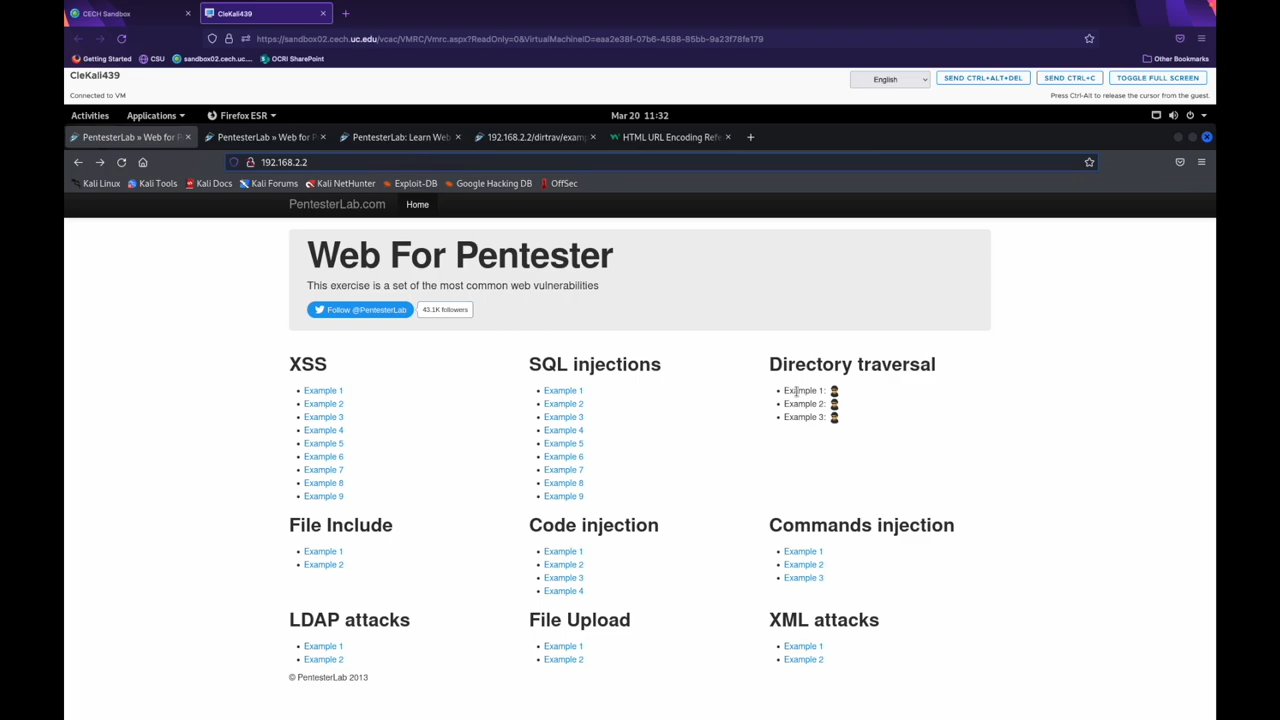 CECH Sandbox
CleKali439
https://sandbox02.cech.uc.edu/vcac/VMRC/Vmrc.aspx?ReadOnly=0&VirtualMachineID=eaa2e38f-07b6-4588-85bb-9a23f78fe179
Getting Started
CSU
sandbox02.cech.uc....
OCRI SharePoint
Other Bookmarks
CleKali439
English
SEND CTRL+ALT+DEL
SEND CTRL+C
TOGGLE FULL SCREEN
Connected to VM
Press Ctrl-Alt to release the cursor from the guest.
Activities
Applications
Firefox ESR
Mar 20 11:32
PentesterLab » Web for P
PentesterLab » Web for P
PentesterLab: Learn Web
192.168.2.2/dirtrav/exam
HTML URL Encoding Refe
192.168.2.2
Kali Linux
Kali Tools
Kali Docs
Kali Forums
Kali NetHunter
Exploit-DB
Google Hacking DB
OffSec
PentesterLab.com
Home
Web For Pentester
This exercise is a set of the most common web vulnerabilities
Follow @PentesterLab
43.1K followers
XSS
Example 1
Example 2
Example 3
Example 4
Example 5
Example 6
Example 7
Example 8
Example 9
SQL injections
Example 1
Example 2
Example 3
Example 4
Example 5
Example 6
Example 7
Example 8
Example 9
Directory traversal
Example 1:
Example 2:
Example 3:
File Include
Example 1
Example 2
Code injection
Example 1
Example 2
Example 3
Example 4
Commands injection
Example 1
Example 2
Example 3
LDAP attacks
Example 1
Example 2
File Upload
Example 1
Example 2
XML attacks
Example 1
Example 2
© PentesterLab 2013